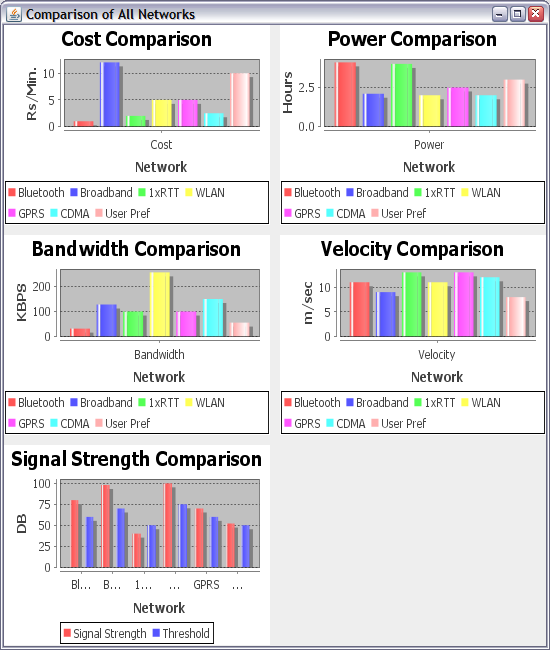 Comparison of All Networks
Cost Comparison
Rs/Min.
10
5
0
Cost
Network
Bluetooth Broadband 1xRTT WLAN
GPRS CDMA User Pref
Power Comparison
Hours
2.5
0.0
Power
Network
Bluetooth Broadband 1xRTT WLAN
GPRS CDMA User Pref
Bandwidth Comparison
KBPS
200
100
0
Bandwidth
Network
Bluetooth Broadband 1xRTT WLAN
GPRS CDMA User Pref
Velocity Comparison
m/sec
10
5
0
Velocity
Network
Bluetooth Broadband 1xRTT WLAN
GPRS CDMA User Pref
Signal Strength Comparison
DB
100
75
50
25
0
Bl... B... 1... ... GPRS ...
Network
Signal Strength Threshold